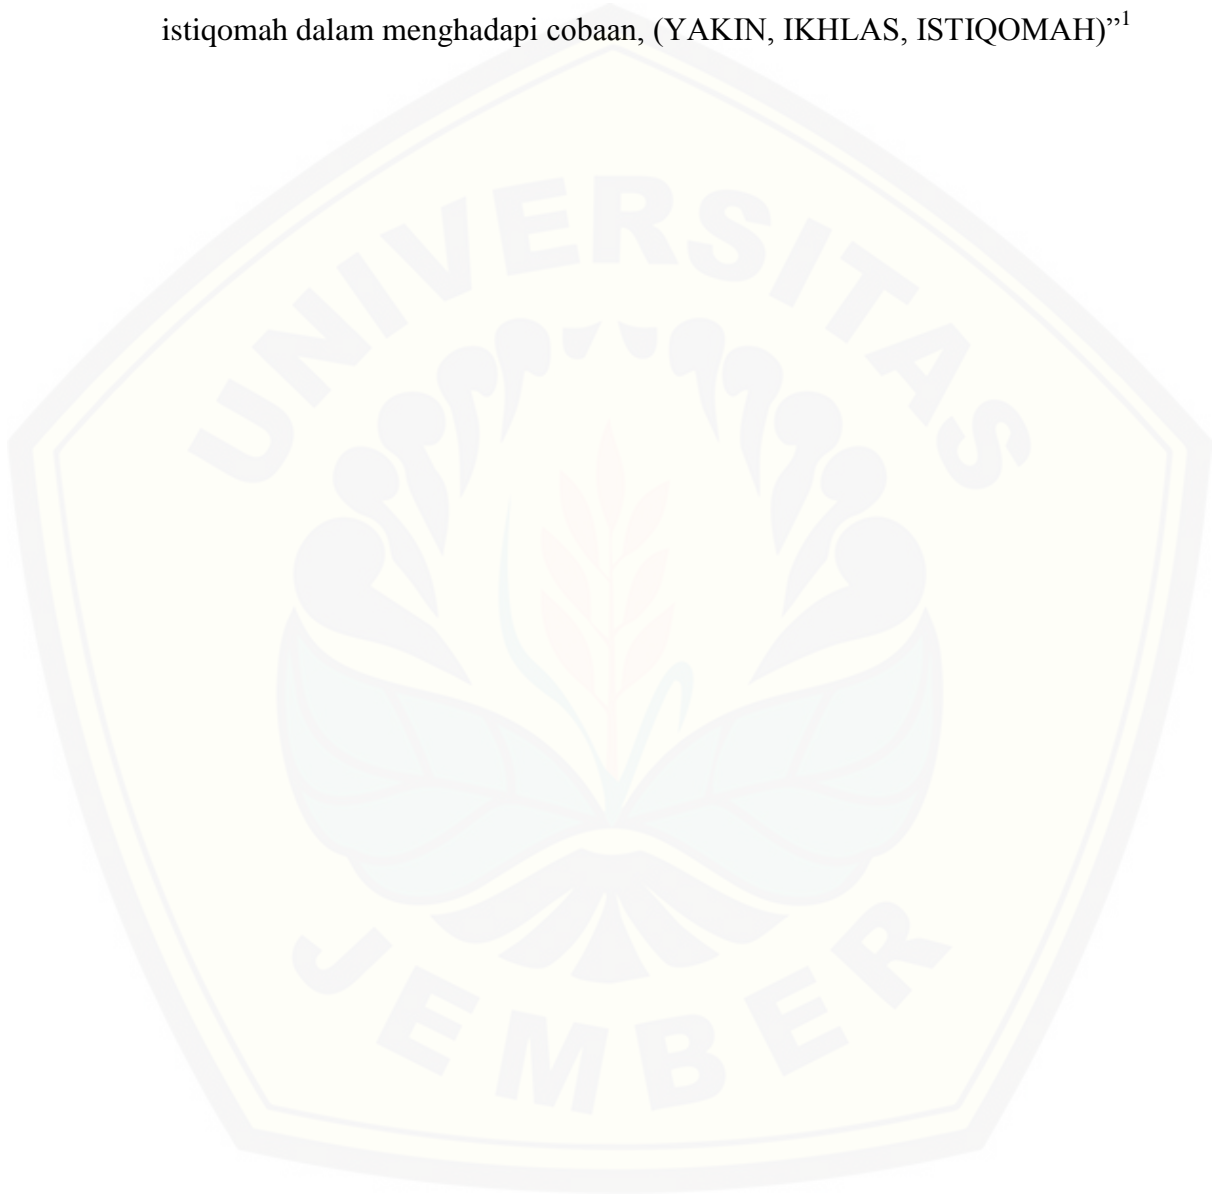 istiqomah dalam menghadapi cobaan, (YAKIN, IKHLAS, ISTIQOMAH)”¹
UNIVERSITAS
JEMBER